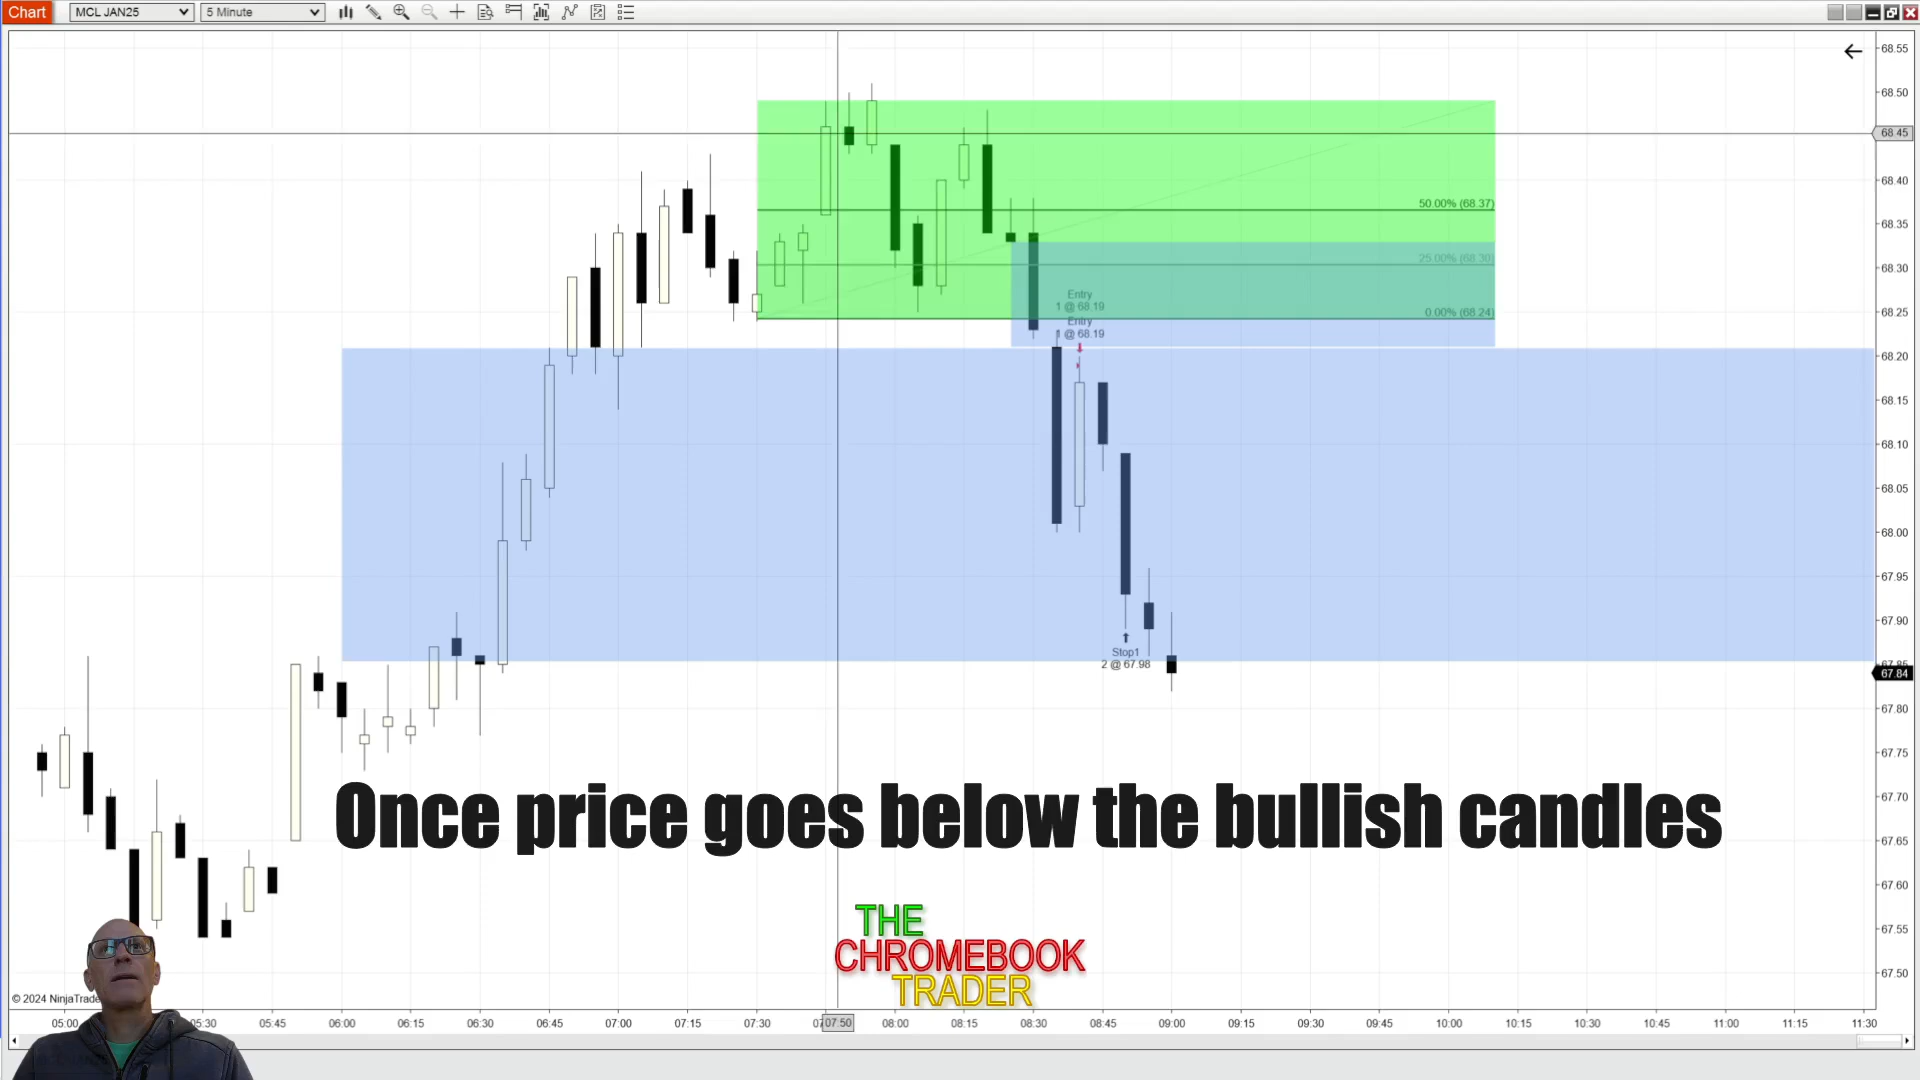 Chart MCL JAN25 5 Minute
68.55
68.50
68.45
68.40
50.00% (68.37)
68.35
25.00% (68.30)
68.30
Entry
1 @ 68.19
0.00% (68.24)
68.25
Entry
1 @ 68.19
68.20
68.15
68.10
68.05
68.00
67.95
67.90
Stop1
2 @ 67.98
67.85
67.84
67.80
67.75
67.70
Once price goes below the bullish candles
67.65
67.60
THE
67.55
CHROMEBOOK
67.50
TRADER
© 2024 NinjaTrade
05:00 05:30 05:45 06:00 06:15 06:30 06:45 07:00 07:15 07:30 07:50 08:00 08:15 08:30 08:45 09:00 09:15 09:30 09:45 10:00 10:15 10:30 10:45 11:00 11:15 11:30